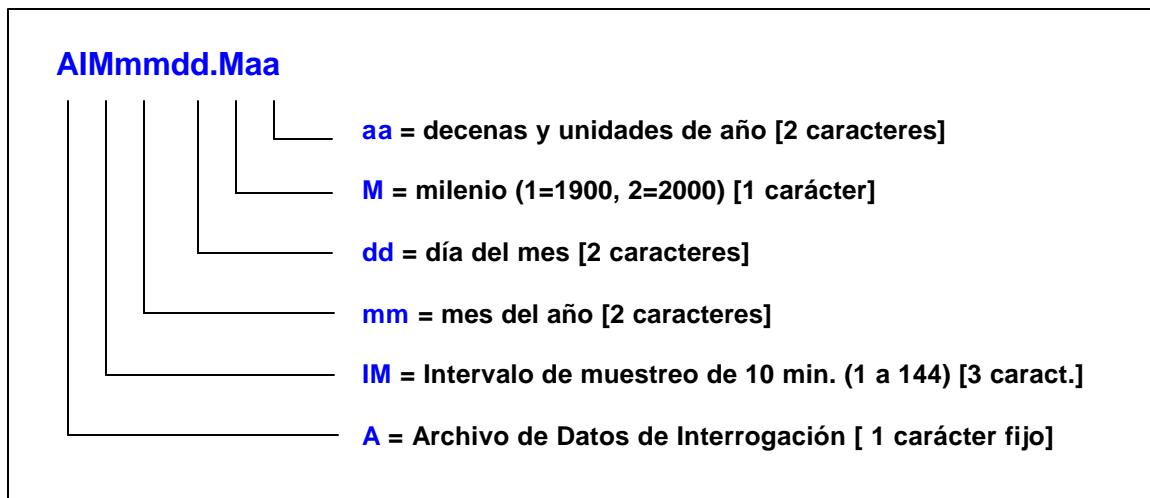 AIMmmdd.Maa
aa = decenas y unidades de año [2 caracteres]
M = milenio (1=1900, 2=2000) [1 carácter]
dd = día del mes [2 caracteres]
mm = mes del año [2 caracteres]
IM = Intervalo de muestreo de 10 min. (1 a 144) [3 caract.]
A = Archivo de Datos de Interrogación [ 1 carácter fijo]